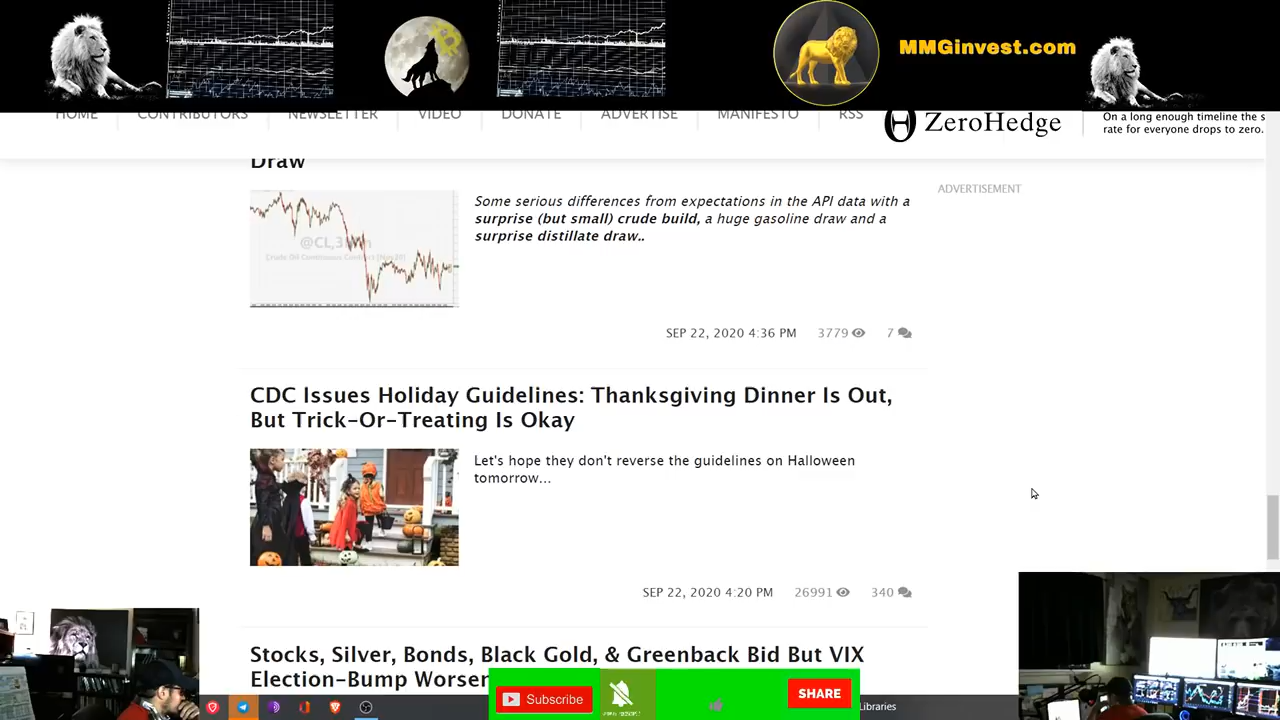 MMGinvest.com
HOME
CONTRIBUTORS
NEWSLETTER
VIDEO
DONATE
ADVERTISE
MANIFESTO
RSS
ZeroHedge
On a long enough timeline the s
rate for everyone drops to zero.
Draw
ADVERTISEMENT
@CL,3
Some serious differences from expectations in the API data with a
surprise (but small) crude build, a huge gasoline draw and a
surprise distillate draw..
SEP 22, 2020 4:36 PM 3779 7
CDC Issues Holiday Guidelines: Thanksgiving Dinner Is Out,
But Trick-Or-Treating Is Okay
Let's hope they don't reverse the guidelines on Halloween
tomorrow...
SEP 22, 2020 4:20 PM 26991 340
Stocks, Silver, Bonds, Black Gold, & Greenback Bid But VIX
Election-Bump Worser
Subscribe
SHARE
Libraries